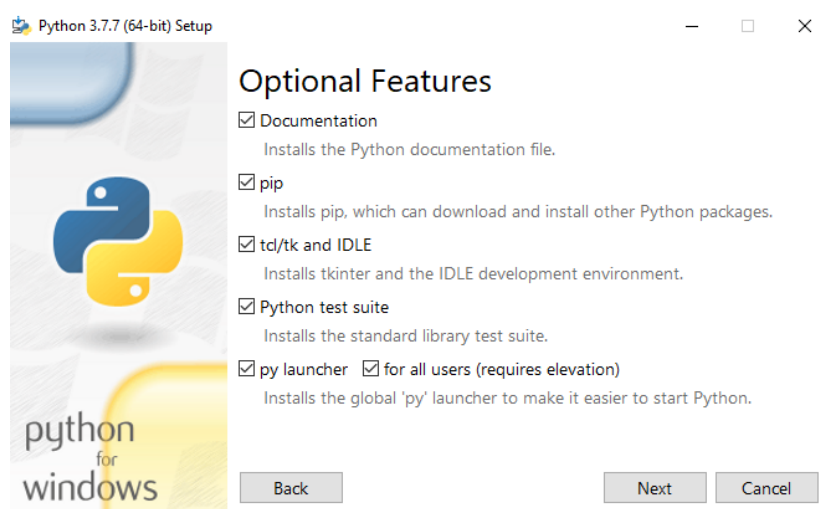 Python 3.7.7 (64-bit) Setup
Optional Features
Documentation
Installs the Python documentation file.
pip
Installs pip, which can download and install other Python packages.
tcl/tk and IDLE
Installs tkinter and the IDLE development environment.
Python test suite
Installs the standard library test suite.
py launcher for all users (requires elevation)
Installs the global 'py' launcher to make it easier to start Python.
python
for
windows
Back Next Cancel